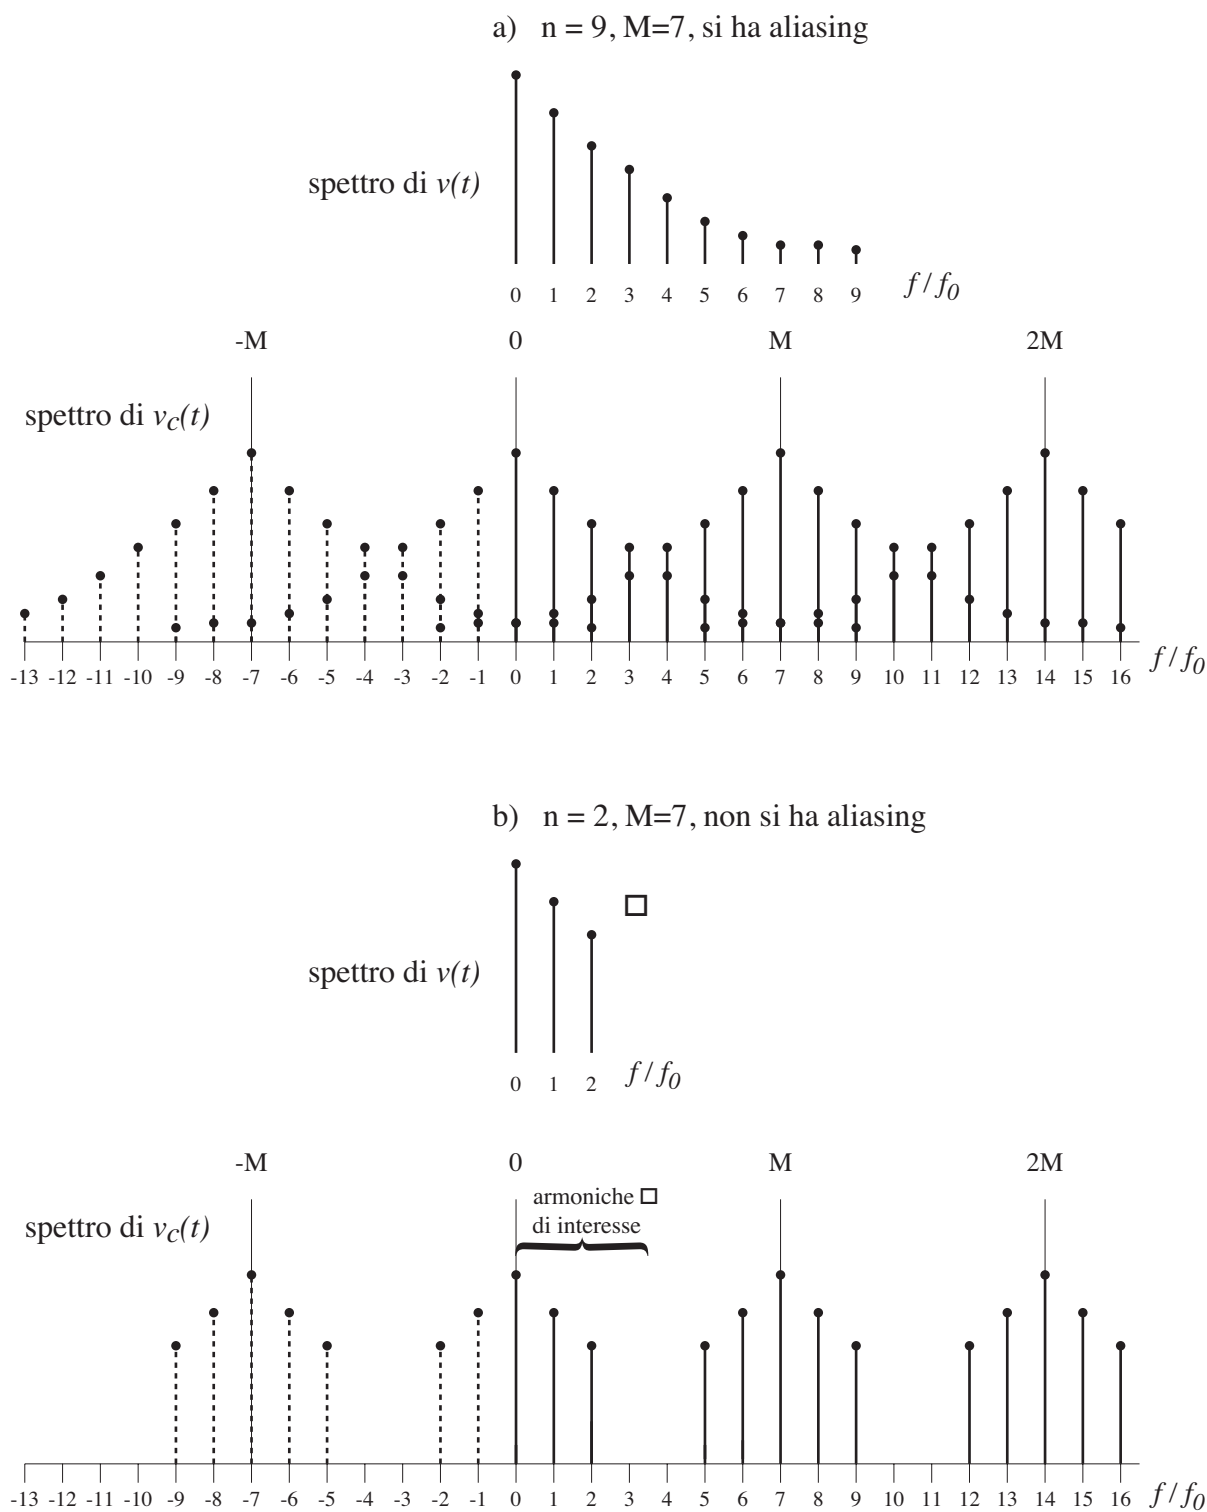 a) n = 9, M=7, si ha aliasing
spettro di v(t)
0 1 2 3 4 5 6 7 8 9 f/f0
-M 0 M 2M
spettro di vc(t)
-13 -12 -11 -10 -9 -8 -7 -6 -5 -4 -3 -2 -1 0 1 2 3 4 5 6 7 8 9 10 11 12 13 14 15 16 f/f0
b) n = 2, M=7, non si ha aliasing
spettro di v(t)
0 1 2 f/f0
-M 0 M 2M
armoniche
di interesse
spettro di vc(t)
-13 -12 -11 -10 -9 -8 -7 -6 -5 -4 -3 -2 -1 0 1 2 3 4 5 6 7 8 9 10 11 12 13 14 15 16 f/f0